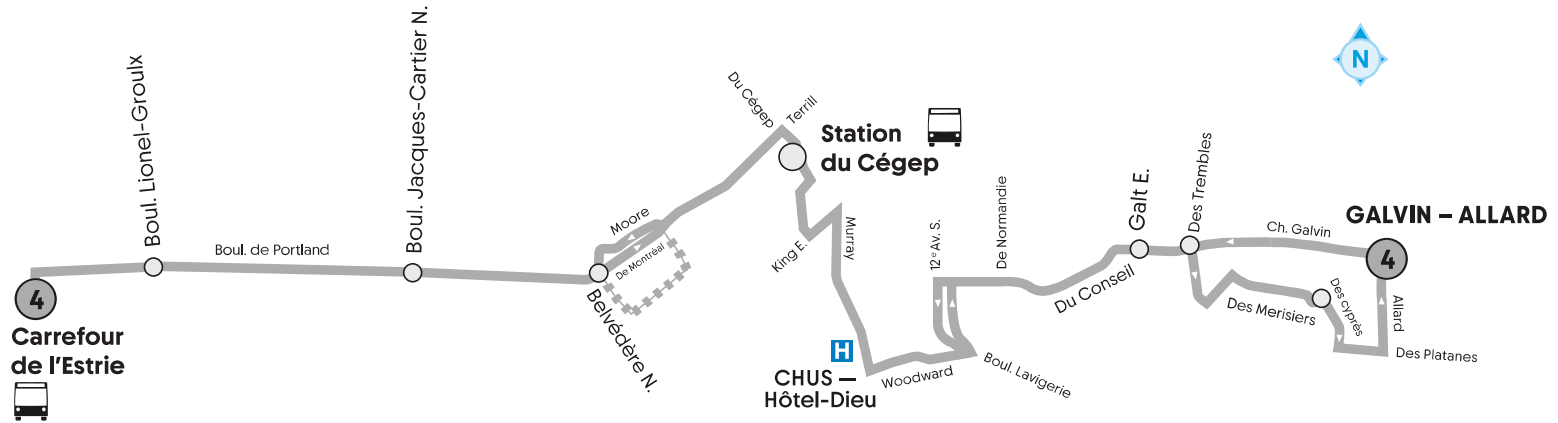 Boul. Lionel-Groulx
Boul. Jacques-Cartier N.
Boul. de Portland
4
Carrefour
de l'Estrie
Moore
De Montréal
Belvédère N.
Du Cégep
Terrill
Station
du Cégep
King E.
Murray
H
CHUS –
Hôtel-Dieu
Woodward
Boul. Lavigerie
12e Av. S.
De Normandie
Du Conseil
Galt E.
Des Trembles
Ch. Galvin
N
GALVIN – ALLARD
4
Des Merisiers
Des cyprès
Allard
Des Platanes